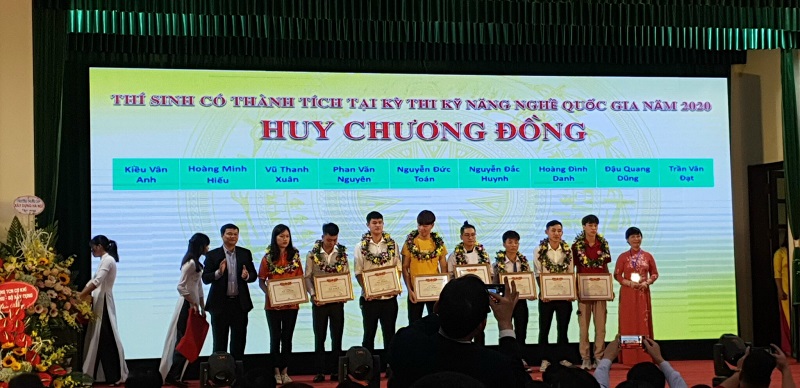 THÍ SINH CÓ THÀNH TÍCH TẠI KỲ THI KỸ NĂNG NGHỀ QUỐC GIA NĂM 2020
HUY CHƯƠNG ĐỒNG
Kiều Văn Anh
Hoàng Minh Hiếu
Vũ Thanh Xuân
Phan Văn Nguyên
Nguyễn Đức Toán
Nguyễn Đắc Huynh
Hoàng Đình Danh
Đậu Quang Dũng
Trần Văn Đạt